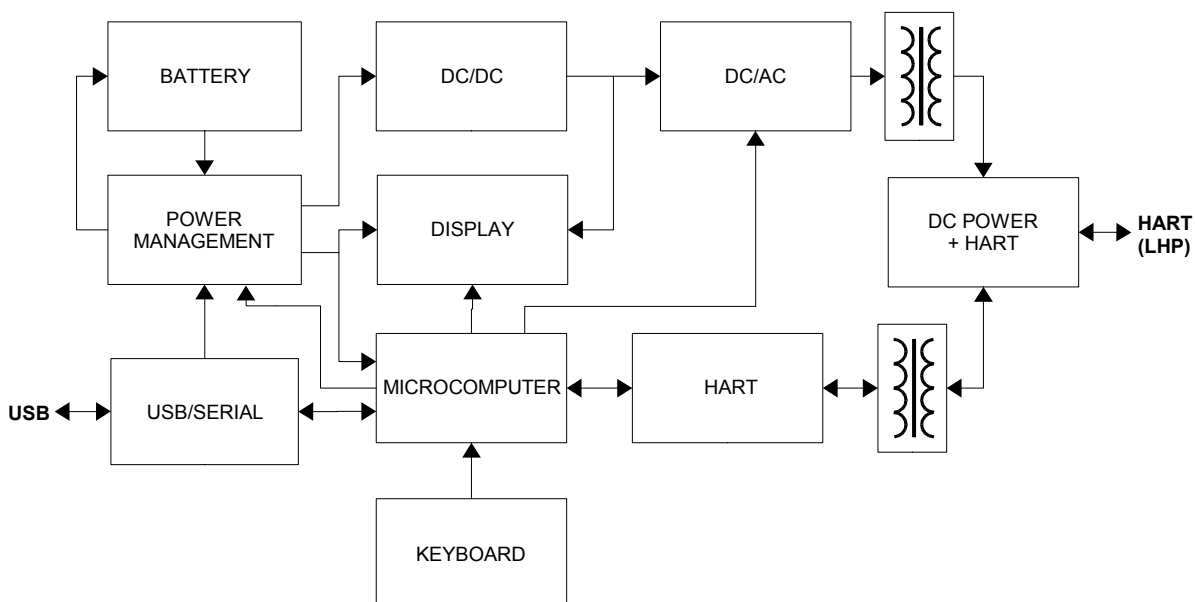 BATTERY
DC/DC
DC/AC
POWER
MANAGEMENT
DISPLAY
DC POWER
+ HART
HART
(LHP)
USB
USB/SERIAL
MICROCOMPUTER
HART
KEYBOARD